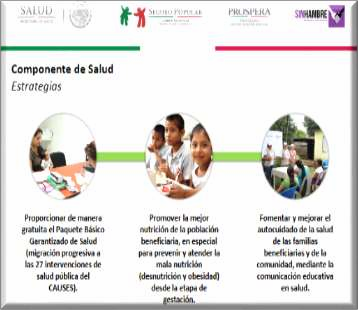 SALUD
SEGURO POPULAR
PROSPERA
SINHAMBRE
Componente de Salud
Estrategias
Proporcionar de manera
gratuita el Paquete Básico
Garantizado de Salud
(migración progresiva a
las 27 intervenciones de
salud pública del
CAUSES).
Promover la mejor
nutrición de la población
beneficiaria, en especial
para prevenir y atender la
mala nutrición
(desnutrición y obesidad)
desde la etapa de
gestación.
Fomentar y mejorar el
autocuidado de la salud
de las familias
beneficiarias y de la
comunidad, mediante la
comunicación educativa
en salud.